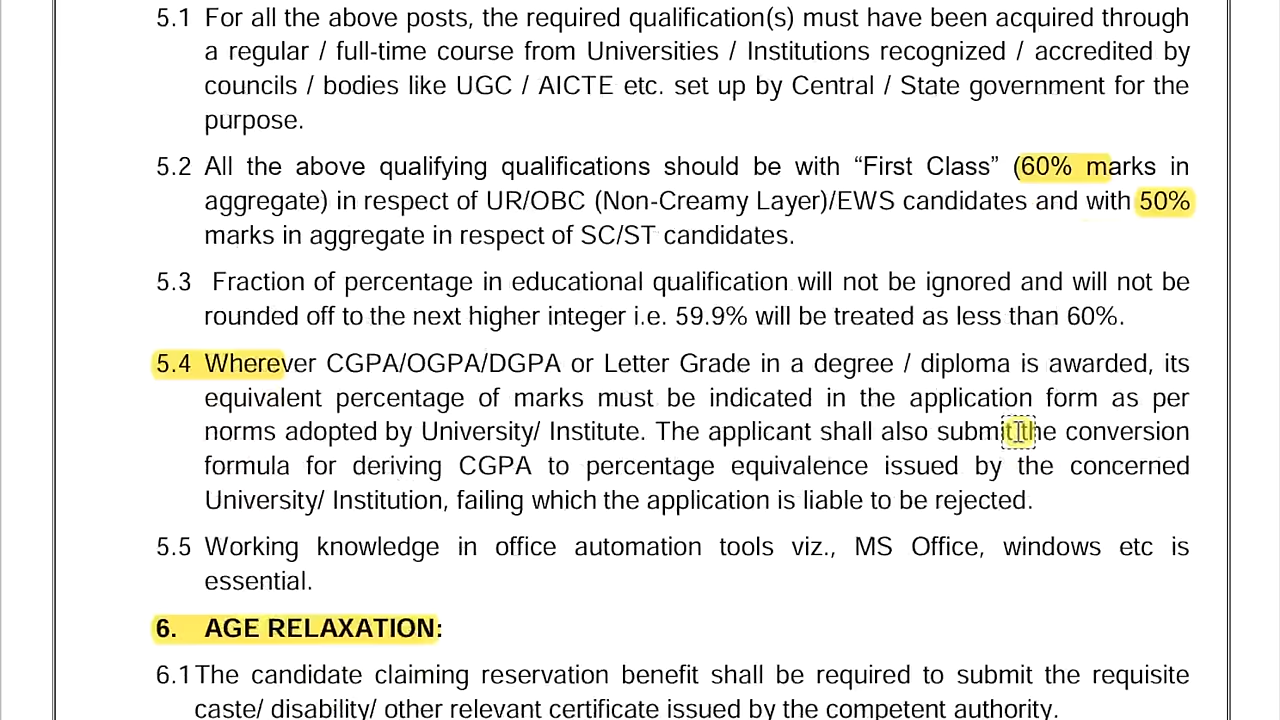 5.1 For all the above posts, the required qualification(s) must have been acquired through
a regular / full-time course from Universities / Institutions recognized / accredited by
councils / bodies like UGC / AICTE etc. set up by Central / State government for the
purpose.
5.2 All the above qualifying qualifications should be with “First Class” (60% marks in
aggregate) in respect of UR/OBC (Non-Creamy Layer)/EWS candidates and with 50%
marks in aggregate in respect of SC/ST candidates.
5.3 Fraction of percentage in educational qualification will not be ignored and will not be
rounded off to the next higher integer i.e. 59.9% will be treated as less than 60%.
5.4 Wherever CGPA/OGPA/DGPA or Letter Grade in a degree / diploma is awarded, its
equivalent percentage of marks must be indicated in the application form as per
norms adopted by University/ Institute. The applicant shall also submit the conversion
formula for deriving CGPA to percentage equivalence issued by the concerned
University/ Institution, failing which the application is liable to be rejected.
5.5 Working knowledge in office automation tools viz., MS Office, windows etc is
essential.
6. AGE RELAXATION:
6.1 The candidate claiming reservation benefit shall be required to submit the requisite
caste/ disability/ other relevant certificate issued by the competent authority.